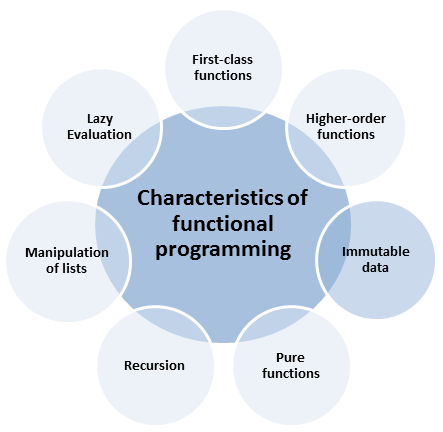 First-class
functions
Higher-order
functions
Immutable
data
Pure
functions
Recursion
Manipulation
of lists
Lazy
Evaluation
Characteristics of
functional
programming